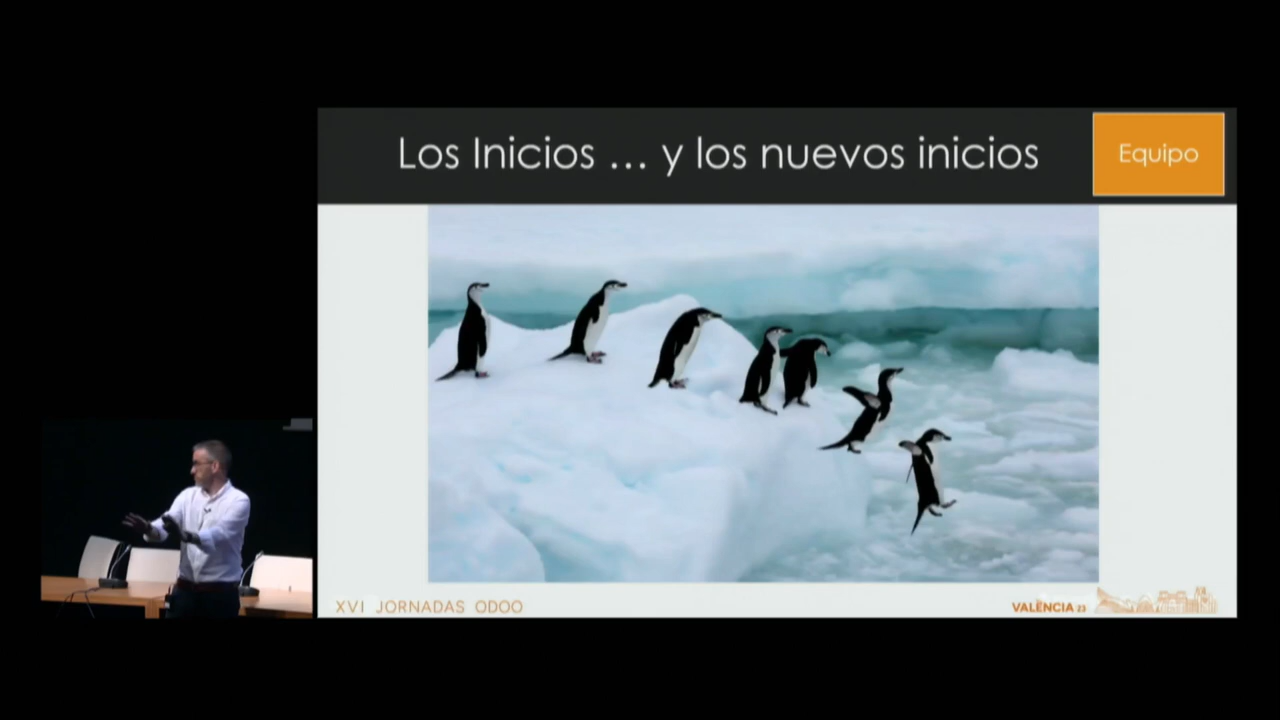 Los Inicios ... y los nuevos inicios
Equipo
XVI JORNADAS ODOO
VALENCIA 23